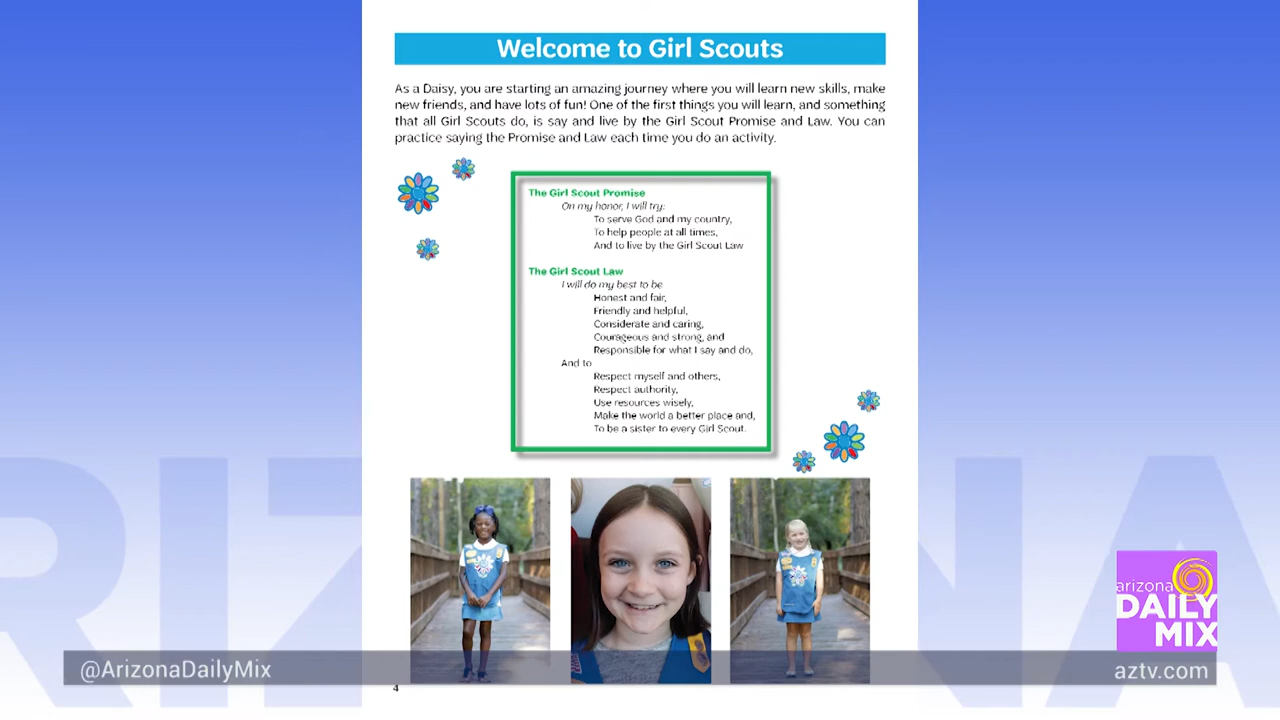 Welcome to Girl Scouts
As a Daisy, you are starting an amazing journey where you will learn new skills, make
new friends, and have lots of fun! One of the first things you will learn, and something
that all Girl Scouts do, is say and live by the Girl Scout Promise and Law. You can
practice saying the Promise and Law each time you do an activity.
The Girl Scout Promise
On my honor, I will try:
To serve God and my country,
To help people at all times,
And to live by the Girl Scout Law
The Girl Scout Law
I will do my best to be
Honest and fair,
Friendly and helpful,
Considerate and caring,
Courageous and strong, and
Responsible for what I say and do,
And to
Respect myself and others,
Respect authority,
Use resources wisely,
Make the world a better place and,
To be a sister to every Girl Scout.
RIZ NA
arizona
DAILY
MIX
@ArizonaDailyMix
aztv.com
4